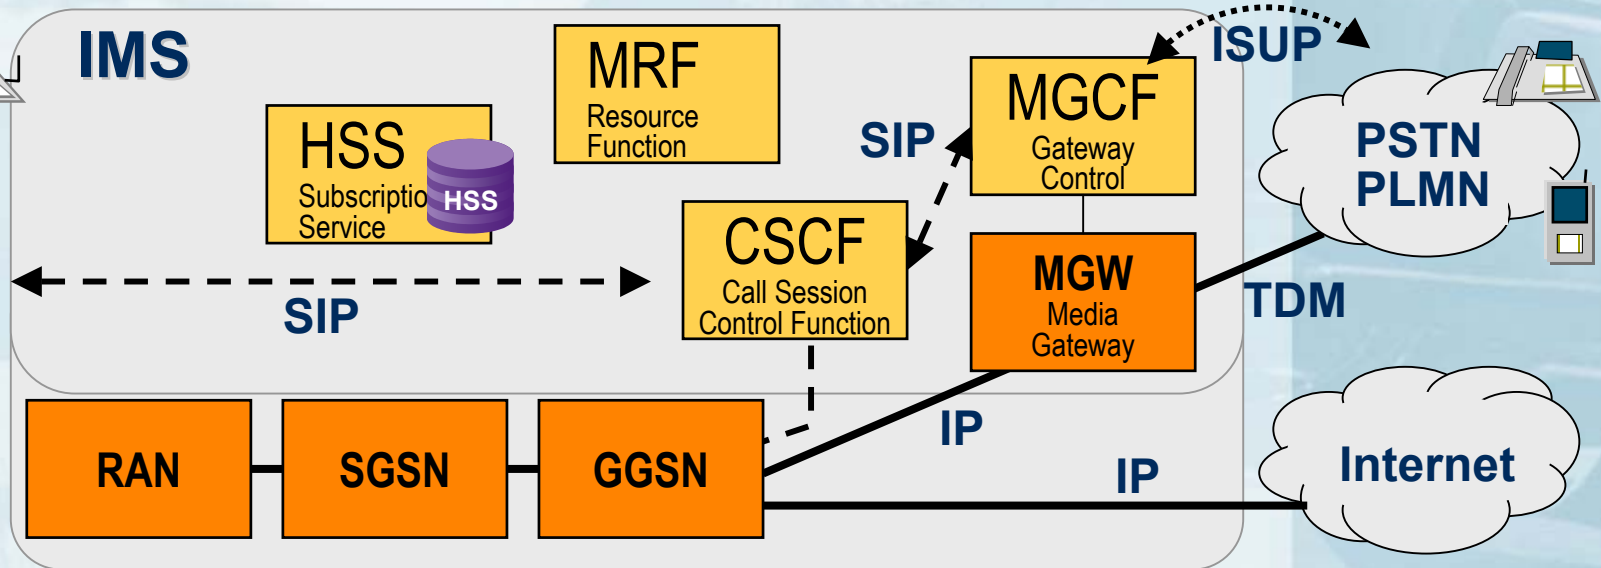 IMS
MRF
Resource
Function
MGCF
Gateway
Control
ISUP
SIP
HSS
Subscriptio
Service
HSS
PSTN
PLMN
CSCF
Call Session
Control Function
MGW
Media
Gateway
TDM
SIP
IP
RAN
SGSN
GGSN
IP
Internet